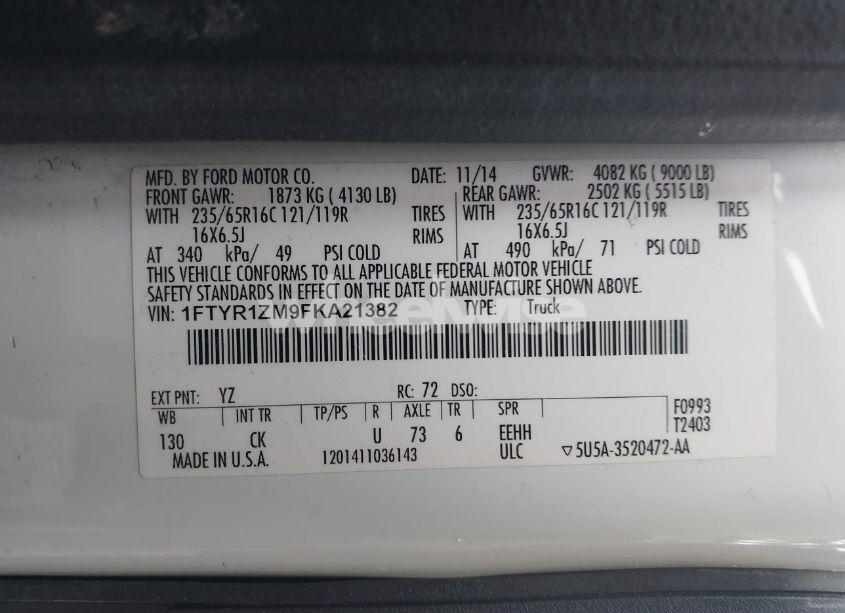 MFD. BY FORD MOTOR CO. DATE: 11/14 GVWR: 4082 KG ( 9000 LB)
FRONT GAWR: 1873 KG ( 4130 LB) REAR GAWR: 2502 KG ( 5515 LB)
WITH 235/65R16C 121/119R TIRES WITH 235/65R16C 121/119R TIRES
16X6.5J RIMS 16X6.5J RIMS
AT 340 kPa/ 49 PSI COLD AT 490 kPa/ 71 PSI COLD
THIS VEHICLE CONFORMS TO ALL APPLICABLE FEDERAL MOTOR VEHICLE
SAFETY STANDARDS IN EFFECT ON THE DATE OF MANUFACTURE SHOWN ABOVE.
VIN: 1FTYR1ZM9FKA21382 TYPE: Truck
EXT PNT: YZ RC: 72 DSO:
WB INT TR TP/PS R AXLE TR SPR F0993
130 CK U 73 6 EEHH T2403
MADE IN U.S.A. 1201411036143 ULC ▽5U5A-3520472-AA